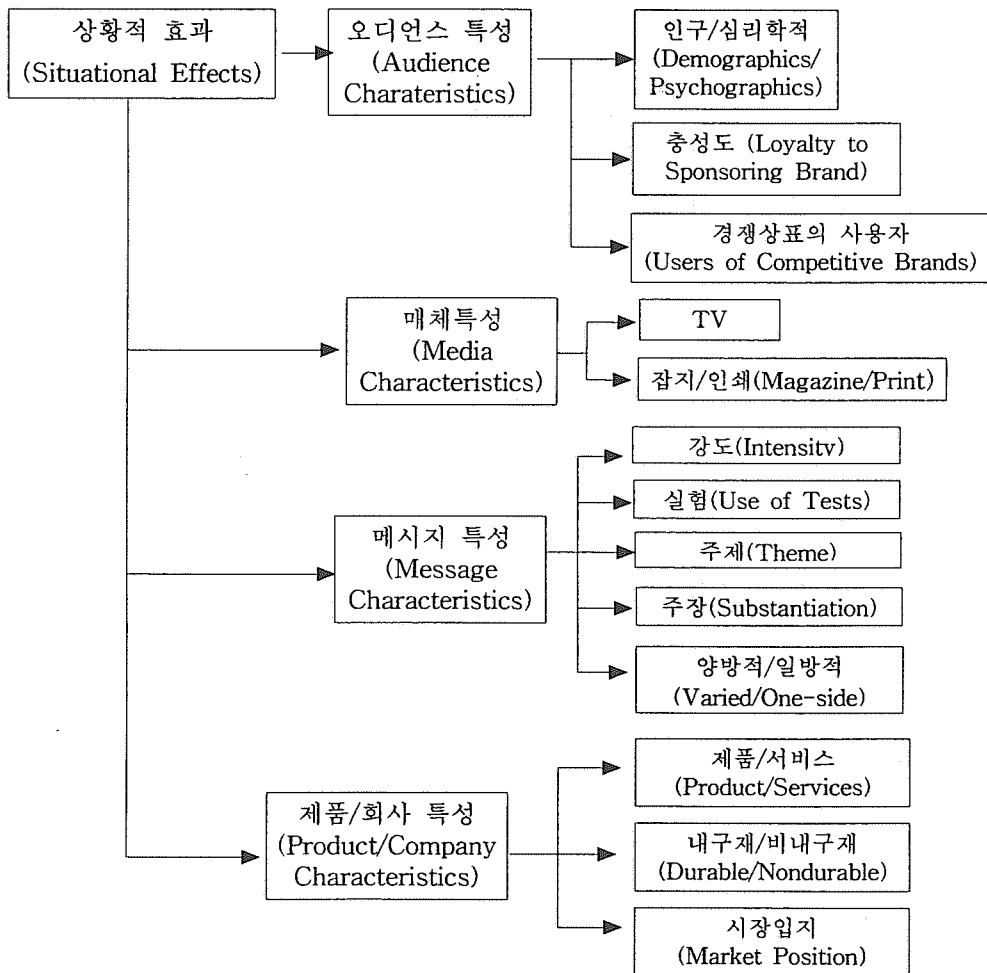 상황적 효과
(Situational Effects)
오디언스 특성
(Audience
Charateristics)
인구/심리학적
(Demographics/
Psychographics)
충성도 (Loyalty to
Sponsoring Brand)
경쟁상표의 사용자
(Users of Competitive Brands)
매체특성
(Media
Characteristics)
TV
잡지/인쇄(Magazine/Print)
메시지 특성
(Message
Characteristics)
강도(Intensitv)
실험(Use of Tests)
주제(Theme)
주장(Substantiation)
양방적/일방적
(Varied/One-side)
제품/회사 특성
(Product/Company
Characteristics)
제품/서비스
(Product/Services)
내구재/비내구재
(Durable/Nondurable)
시장입지
(Market Position)